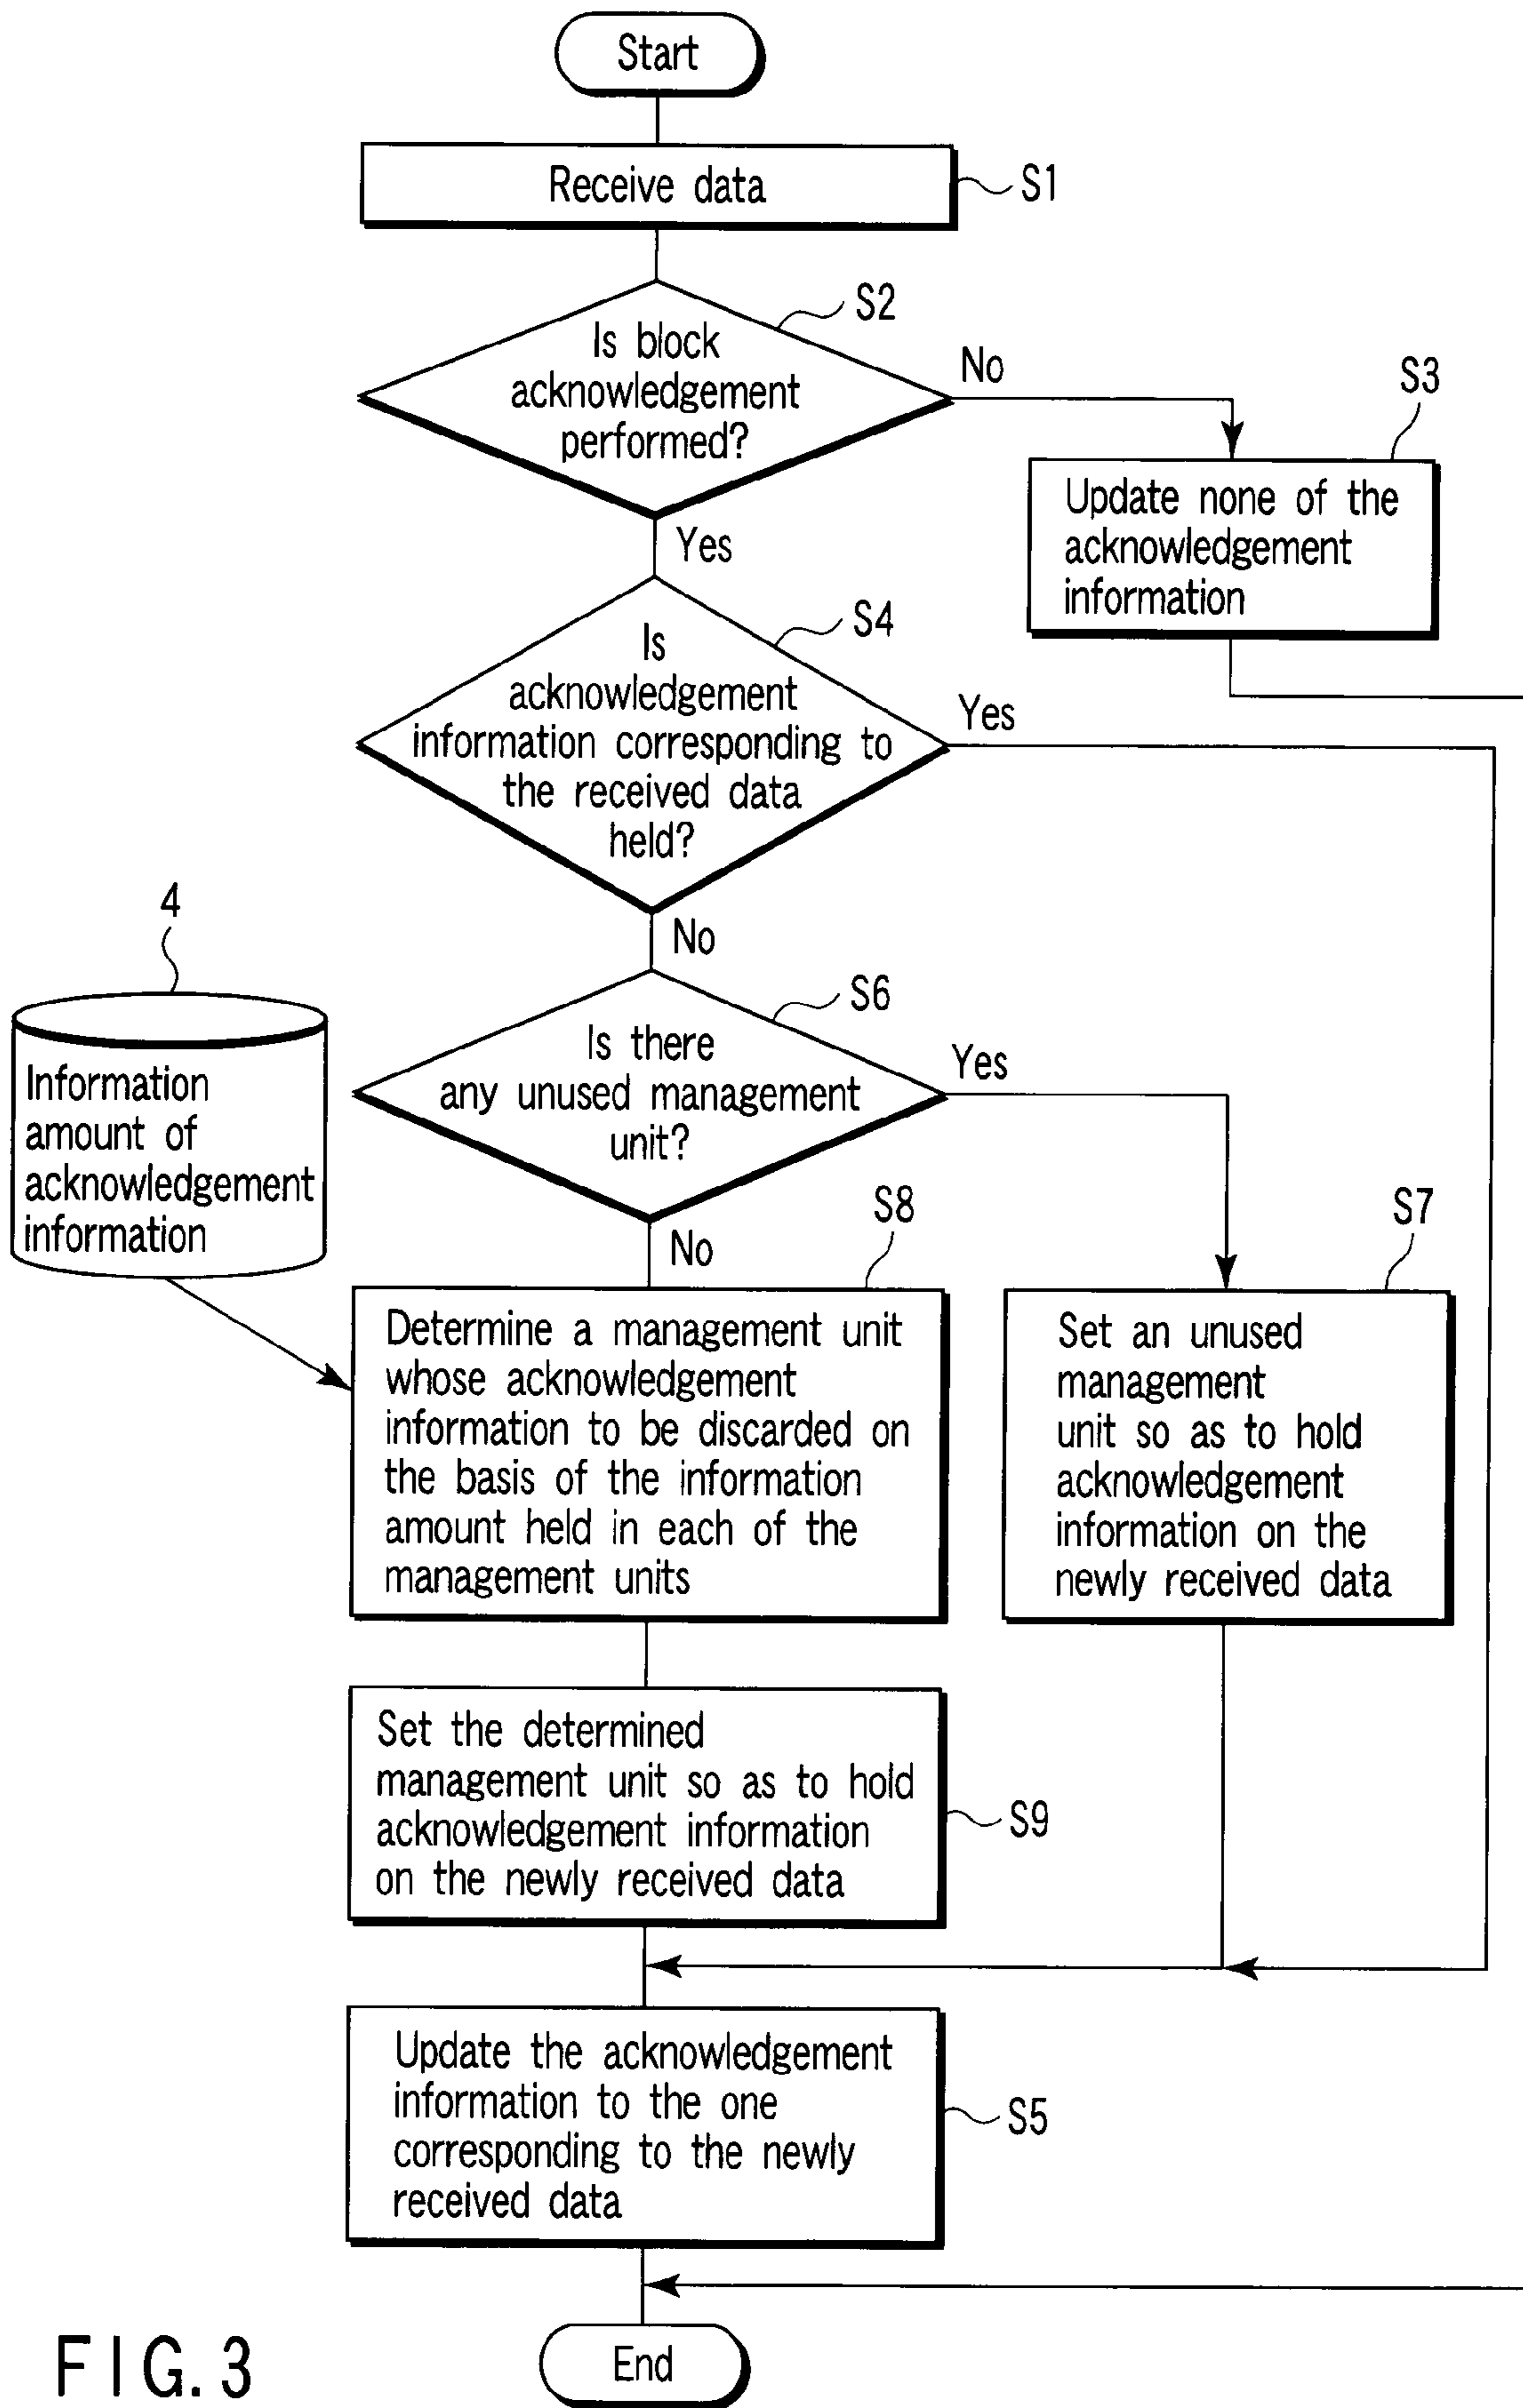 Start
Receive data
S1
S2
Is block
acknowledgement
performed?
No
S3
Update none of the
acknowledgement
information
Yes
S4
Is
acknowledgement
information corresponding to
the received data
held?
Yes
No
4
Information
amount of
acknowledgement
information
S6
Is there
any unused management
unit?
Yes
No
S8
Determine a management unit
whose acknowledgement
information to be discarded on
the basis of the information
amount held in each of the
management units
S7
Set an unused
management
unit so as to hold
acknowledgement
information on the
newly received data
Set the determined
management unit so as to hold
acknowledgement information
on the newly received data
S9
Update the acknowledgement
information to the one
corresponding to the newly
received data
S5
End
FIG. 3